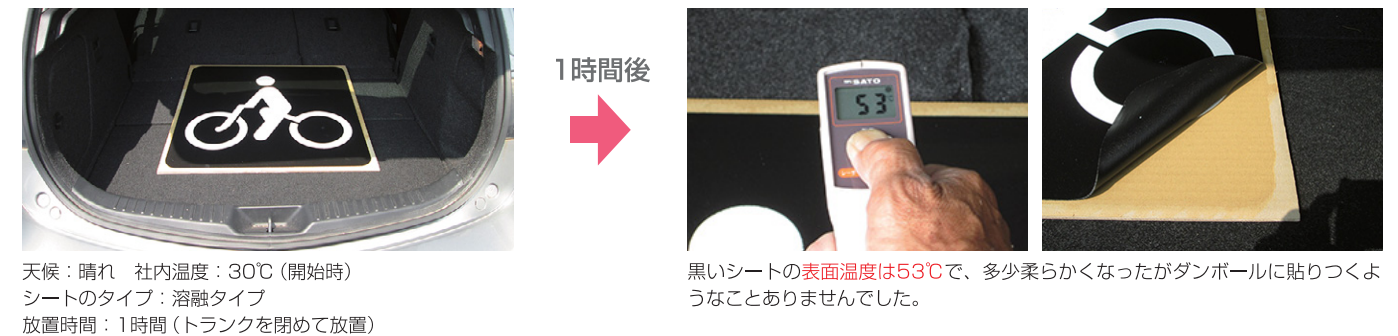 1時間後
SATO
53
天候：晴れ　社内温度：30℃（開始時）
シートのタイプ：溶融タイプ
放置時間：1時間（トランクを閉めて放置）
黒いシートの表面温度は53℃で、多少柔らかくなったがダンボールに貼りつくよ
うなことありませんでした。